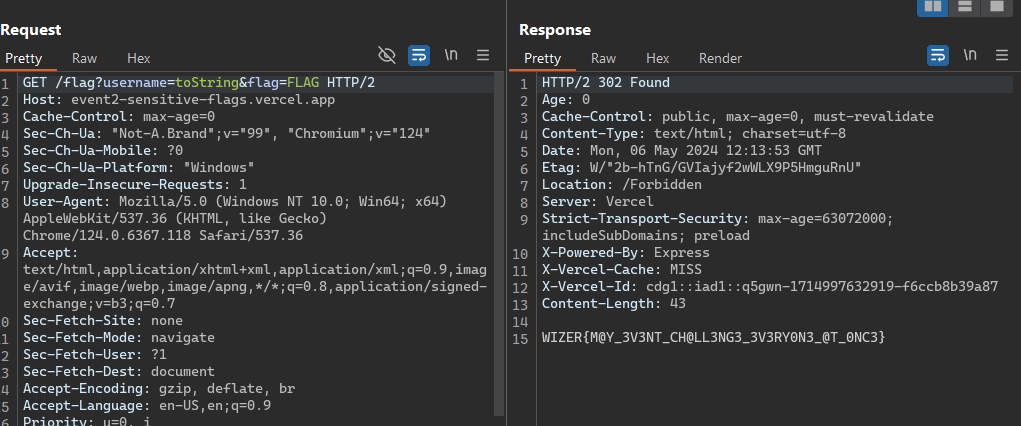 Request
Pretty Raw Hex \n
1 GET /flag?username=toString&flag=FLAG HTTP/2
2 Host: event2-sensitive-flags.vercel.app
3 Cache-Control: max-age=0
4 Sec-Ch-Ua: "Not-A.Brand";v="99", "Chromium";v="124"
5 Sec-Ch-Ua-Mobile: ?0
6 Sec-Ch-Ua-Platform: "Windows"
7 Upgrade-Insecure-Requests: 1
8 User-Agent: Mozilla/5.0 (Windows NT 10.0; Win64; x64)
AppleWebKit/537.36 (KHTML, like Gecko)
Chrome/124.0.6367.118 Safari/537.36
9 Accept:
text/html,application/xhtml+xml,application/xml;q=0.9,imag
e/avif,image/webp,image/apng,*/*;q=0.8,application/signed-
exchange;v=b3;q=0.7
0 Sec-Fetch-Site: none
1 Sec-Fetch-Mode: navigate
2 Sec-Fetch-User: ?1
3 Sec-Fetch-Dest: document
4 Accept-Encoding: gzip, deflate, br
5 Accept-Language: en-US,en;q=0.9
6 Priority: u=0, i
Response
Pretty Raw Hex Render \n
1 HTTP/2 302 Found
2 Age: 0
3 Cache-Control: public, max-age=0, must-revalidate
4 Content-Type: text/html; charset=utf-8
5 Date: Mon, 06 May 2024 12:13:53 GMT
6 Etag: W/"2b-hTnG/GVIajyf2wWLX9P5HmguRnU"
7 Location: /Forbidden
8 Server: Vercel
9 Strict-Transport-Security: max-age=63072000;
includeSubDomains; preload
10 X-Powered-By: Express
11 X-Vercel-Cache: MISS
12 X-Vercel-Id: cdg1::iad1::q5gwn-1714997632919-f6ccb8b39a87
13 Content-Length: 43
14
15 WIZER{M@Y_3V3NT_CH@LL3NG3_3V3RY0N3_@T_0NC3}